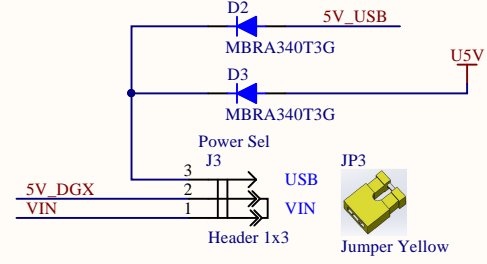 D2
5V_USB
MBRA340T3G
U5V
D3
MBRA340T3G
Power Sel
J3
JP3
3
USB
5V_DGX
2
VIN
1
VIN
Header 1x3
Jumper Yellow